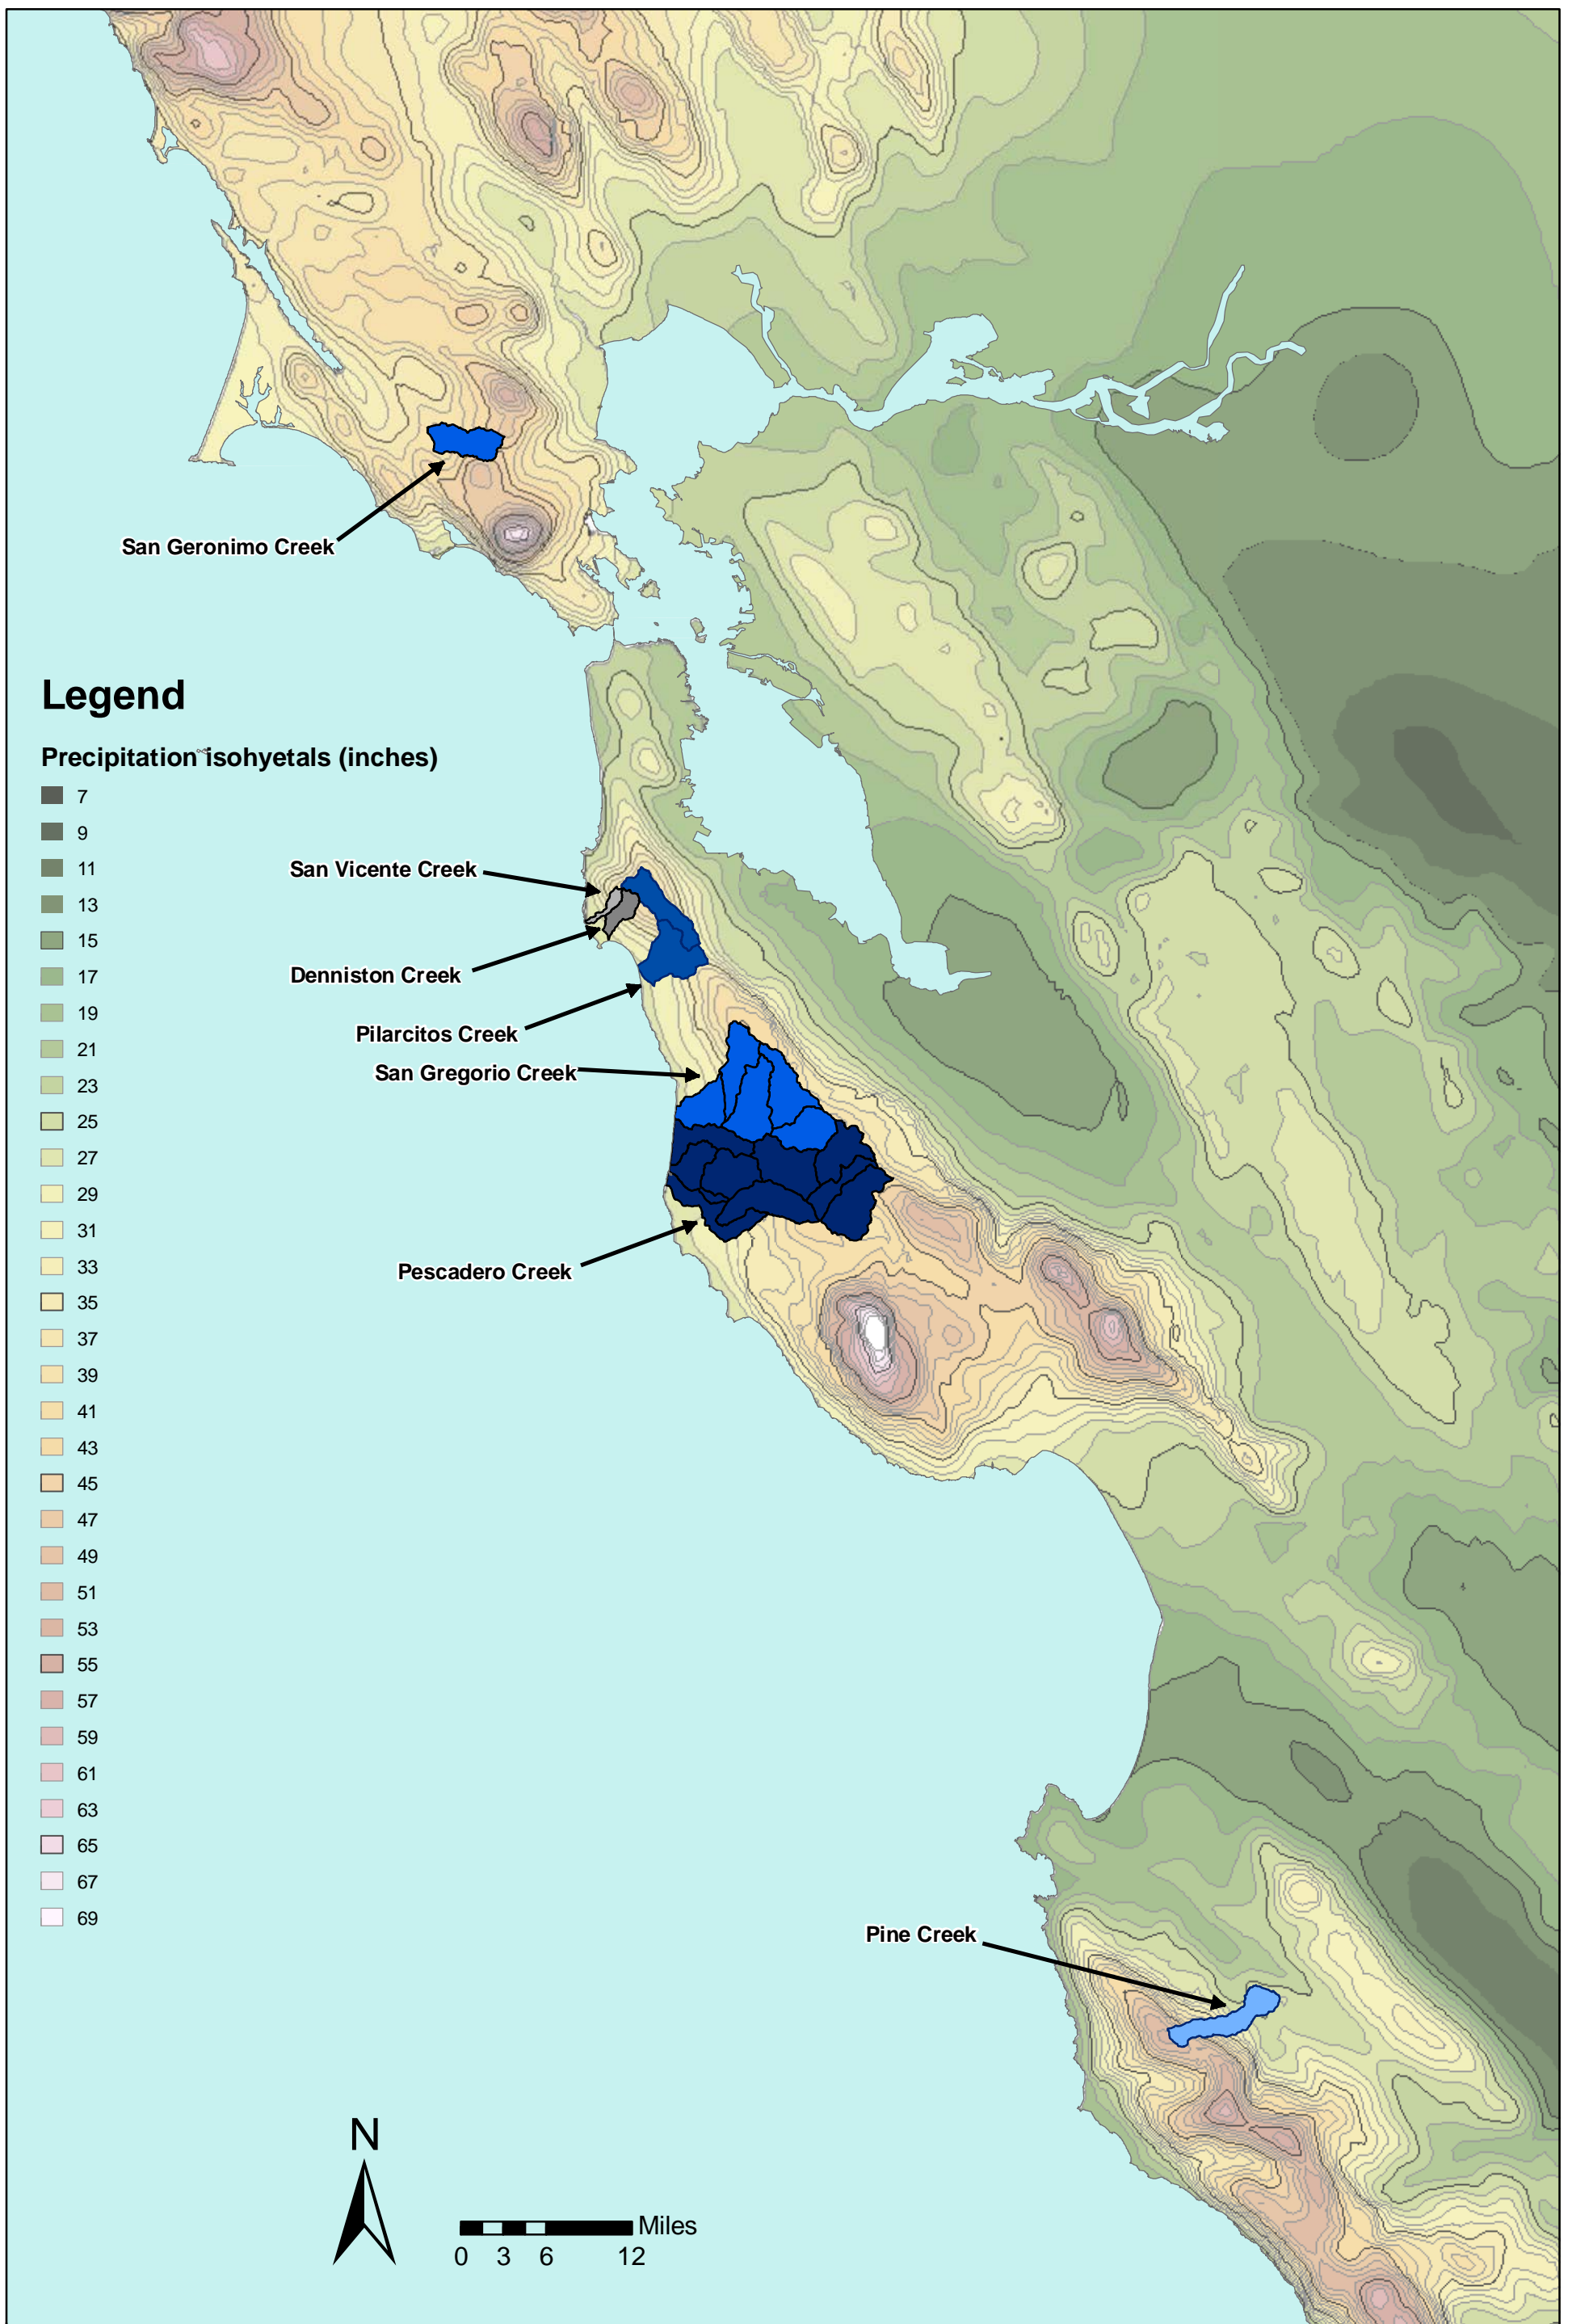 San Geronimo Creek
Legend
Precipitation isohyetals (inches)
7
9
11
13
15
17
19
21
23
25
27
29
31
33
35
37
39
41
43
45
47
49
51
53
55
57
59
61
63
65
67
69
San Vicente Creek
Denniston Creek
Pilarcitos Creek
San Gregorio Creek
Pescadero Creek
Pine Creek
N
Miles
0 3 6 12